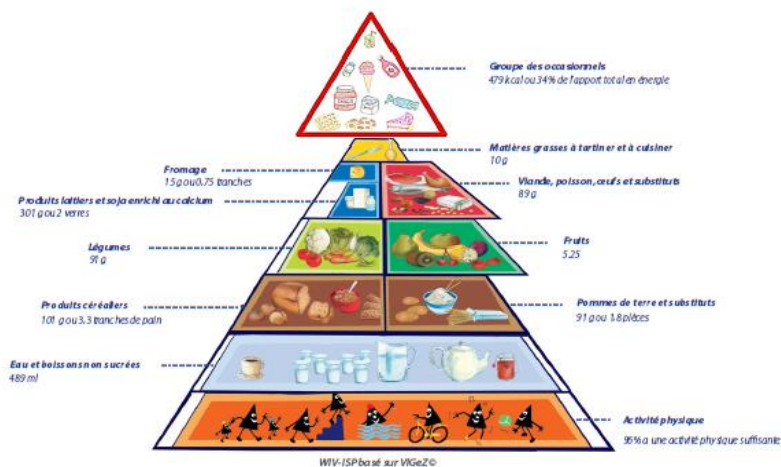 Groupe des occasionnels
479 kcal ou 34% de l'apport total en énergie
Matières grasses à tartiner et à cuisiner
10 g
Fromage
15 g ou 0,75 tranches
Viande, poisson, œufs et substituts
89 g
Produits laitiers et soja enrichi au calcium
301 g ou 2 verres
Légumes
91 g
Fruits
5.25
Produits céréaliers
101 g ou 3.3 tranches de pain
Pommes de terre et substituts
91 g ou 1.8 pièces
Eau et boissons non sucrées
489 ml
Activité physique
96% a une activité physique suffisante
WIV-ISP basé sur VIGeZ©